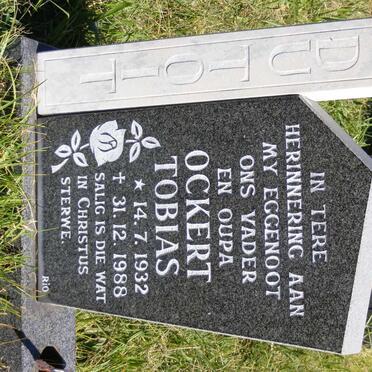 DU TOIT
IN TERE
HERINNERING AAN
MY EGGENOOT
ONS VADER
EN OUPA
OCKERT
TOBIAS
★ 14.7.1932
+ 31.12.1988
SALIG IS DIE WAT
IN CHRISTUS
STERWE.
RIO